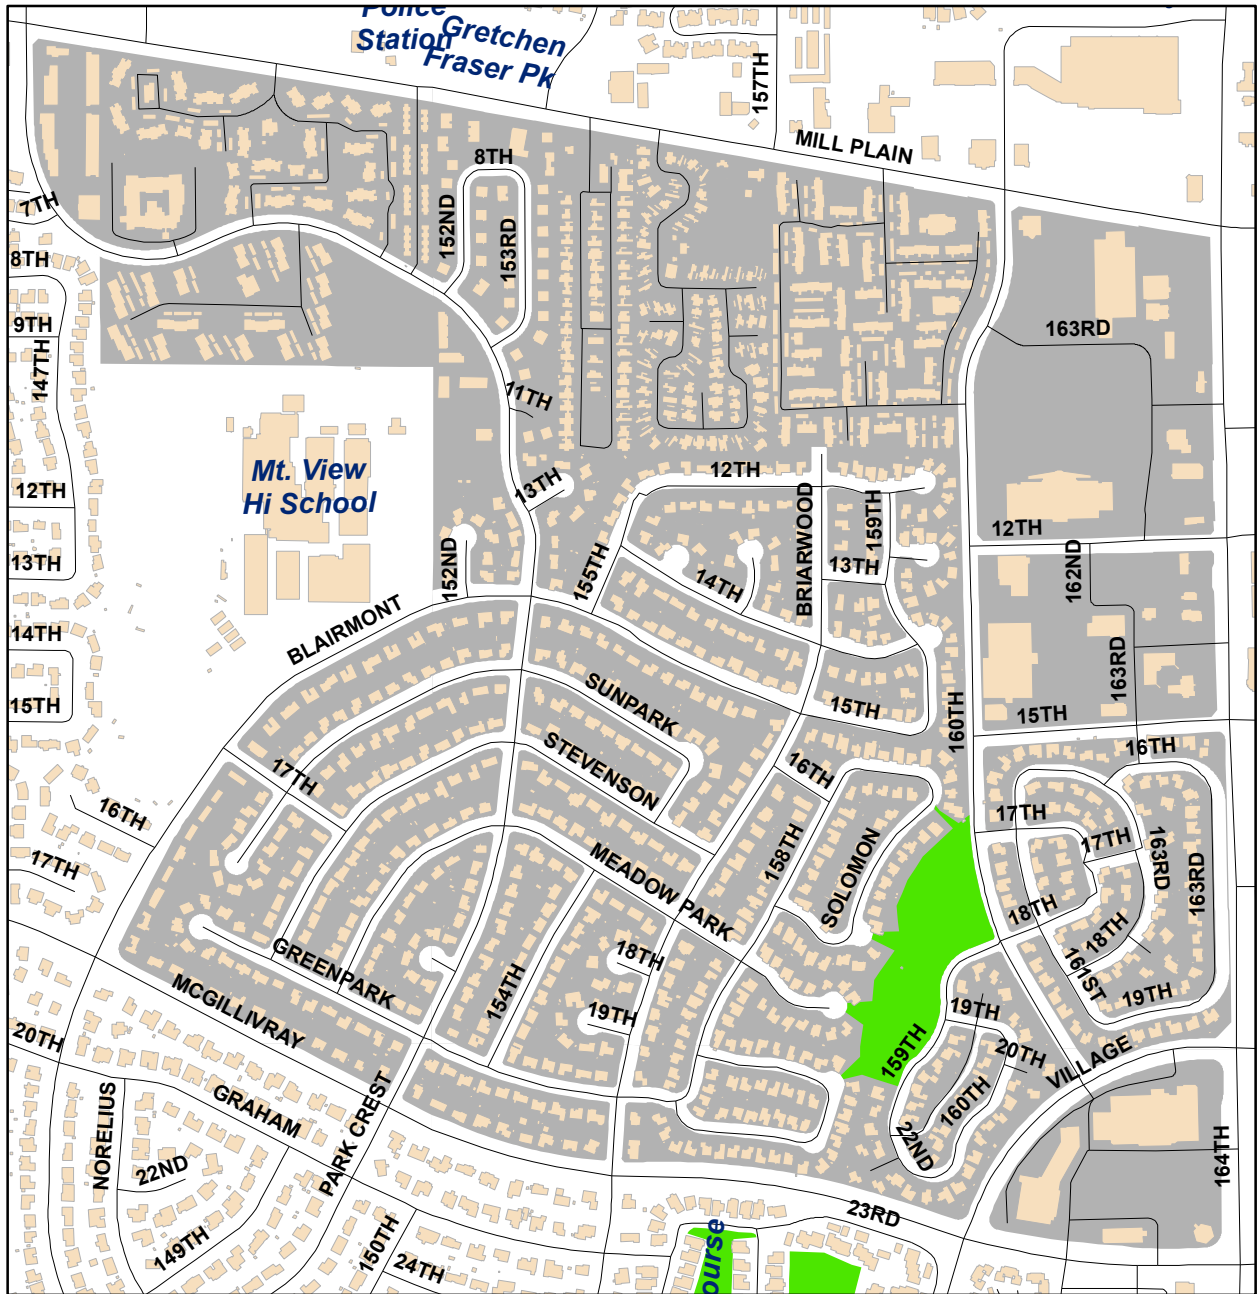 Police
Station
Gretchen
Fraser Pk
157TH
MILL PLAIN
8TH
7TH
152ND
153RD
8TH
9TH
147TH
163RD
11TH
Mt. View
Hi School
12TH
12TH
13TH
BRIARWOOD
159TH
12TH
13TH
152ND
155TH
14TH
13TH
162ND
BLAIRMONT
14TH
163RD
15TH
SUNPARK
15TH
160TH
15TH
STEVENSON
16TH
16TH
17TH
16TH
17TH
17TH
17TH
158TH
SOLOMON
163RD
163RD
MEADOW PARK
18TH
18TH
18TH
GREENPARK
161ST
154TH
MCGILLIVRAY
19TH
19TH
19TH
20TH
159TH
20TH
VILLAGE
NORELIUS
GRAHAM
PARK CREST
160TH
22ND
22ND
164TH
23RD
149TH
150TH
24TH
ourse